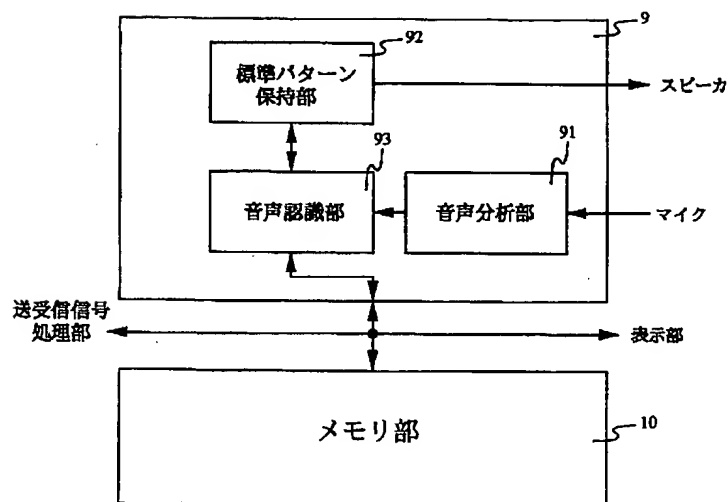 9
92
標準パターン
保持部
スピーカ
93
91
音声認識部
音声分析部
マイク
送受信信号
処理部
表示部
メモリ部
10